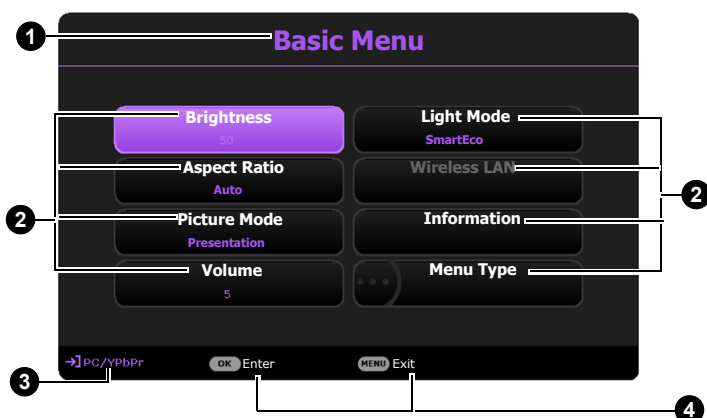 1
Basic Menu
Brightness
50
Light Mode
SmartEco
Aspect Ratio
Auto
Wireless LAN
2
2
Picture Mode
Presentation
Information
Volume
5
Menu Type
PC/YPbPr
OK Enter
MENU Exit
3
4